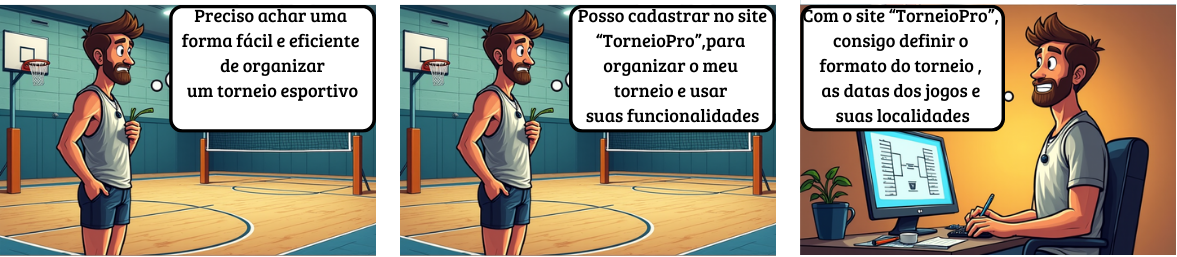 Preciso achar uma
forma fácil e eficiente
de organizar
um torneio esportivo
Posso cadastrar no site
“TorneioPro”,para
organizar o meu
torneio e usar
suas funcionalidades
Com o site “TorneioPro”,
consigo definir o
formato do torneio ,
as datas dos jogos e
suas localidades